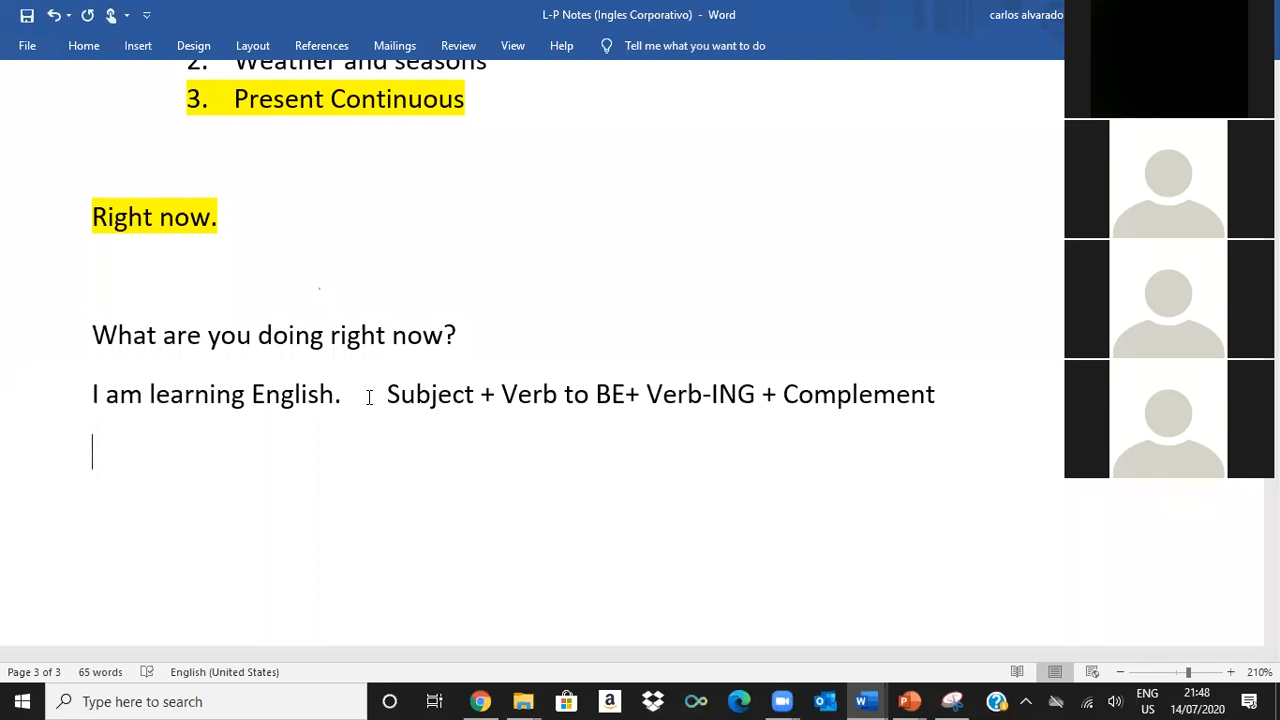 L-P Notes (Ingles Corporativo) - Word
carlos alvarado
File Home Insert Design Layout References Mailings Review View Help Tell me what you want to do
2. Weather and seasons
3. Present Continuous
Right now.
What are you doing right now?
I am learning English. Subject + Verb to BE+ Verb-ING + Complement
Page 3 of 3 65 words English (United States) 210%
Type here to search
ENG 21:48
US 14/07/2020